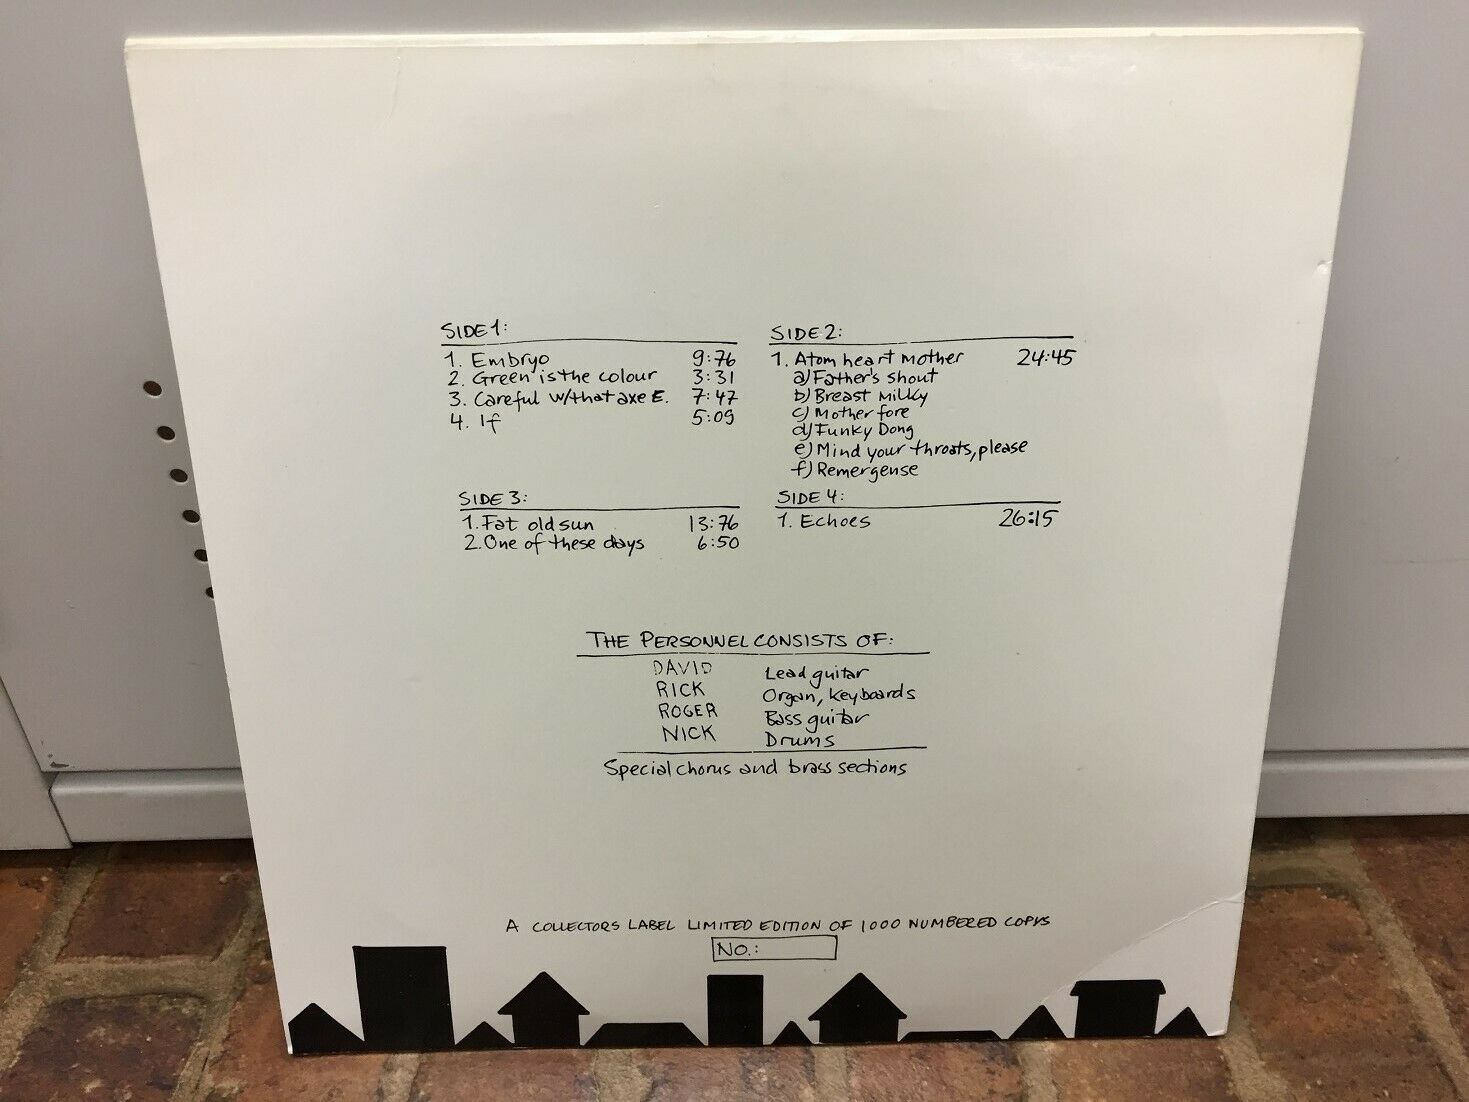 SIDE 1:
1. Embryo 9:76
2. Green is the colour 3:31
3. Careful w/that axe E. 7:47
4. If 5:09
SIDE 2:
1. Atom heart mother 24:45
a) Father's shout
b) Breast milky
c) Mother fore
d) Funky Dong
e) Mind your throats, please
f) Remergense
SIDE 3:
1. Fat old sun 13:76
2. One of these days 6:50
SIDE 4:
1. Echoes 26:15
THE PERSONNEL CONSISTS OF:
DAVID Lead guitar
RICK Organ, keyboards
ROGER Bass guitar
NICK Drums
Special chorus and brass sections
A COLLECTORS LABEL LIMITED EDITION OF 1000 NUMBERED COPYS
NO.: